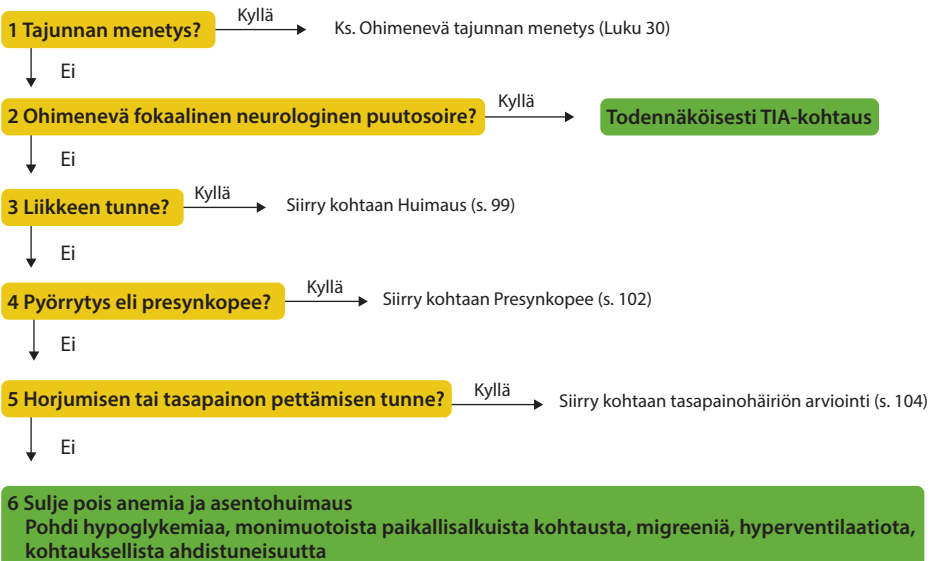 1 Tajunnan menetys? Kyllä Ks. Ohimenevä tajunnan menetys (Luku 30)
Ei
2 Ohimenevä fokaalinen neurologinen puutosoire? Kyllä Todennäköisesti TIA-kohtaus
Ei
3 Liikkeen tunne? Kyllä Siirry kohtaan Huimaus (s. 99)
Ei
4 Pyörrytys eli presynkopee? Kyllä Siirry kohtaan Presynkopee (s. 102)
Ei
5 Horjumisen tai tasapainon pettämisen tunne? Kyllä Siirry kohtaan tasapainohäiriön arviointi (s. 104)
Ei
6 Sulje pois anemia ja asentohuimaus
Pohdi hypoglykemiaa, monimuotoista paikallisalkuista kohtausta, migreeniä, hyperventilaatiota,
kohtauksellista ahdistuneisuutta